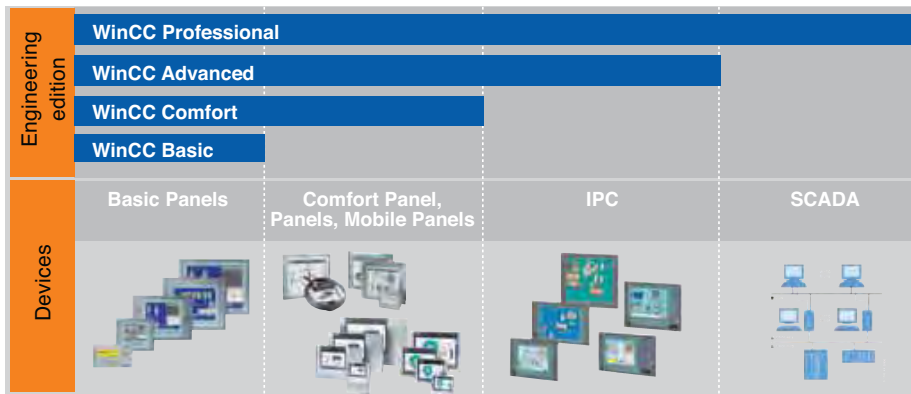 Engineering
edition
WinCC Professional
WinCC Advanced
WinCC Comfort
WinCC Basic
Devices
Basic Panels
Comfort Panel,
Panels, Mobile Panels
IPC
SCADA